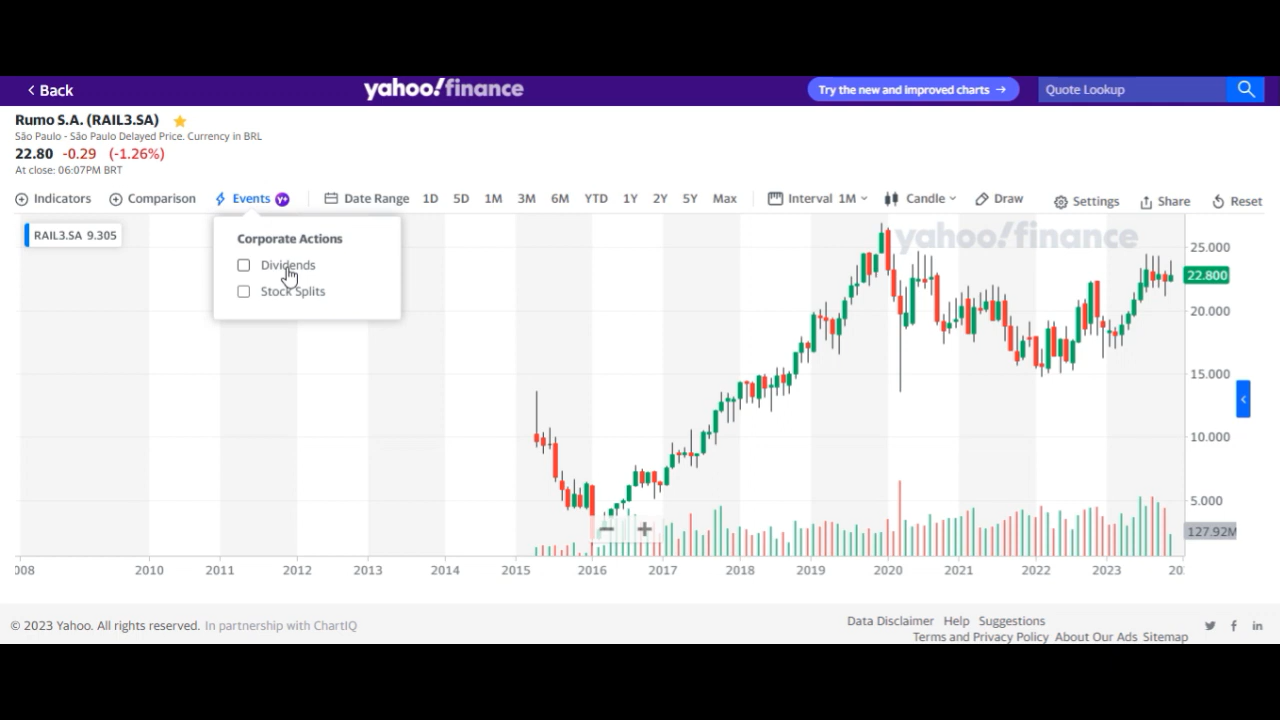 < Back
yahoo!finance
Try the new and improved charts →
Quote Lookup
Rumo S.A. (RAIL3.SA)
São Paulo - São Paulo Delayed Price. Currency in BRL
22.80 -0.29 (-1.26%)
At close: 06:07PM BRT
Indicators Comparison Events Y+ Date Range 1D 5D 1M 3M 6M YTD 1Y 2Y 5Y Max Interval 1M Candle Draw Settings Share Reset
RAIL3.SA 9.305
Corporate Actions
Dividends
Stock Splits
yahoo!finance
25.000
22.800
20.000
15.000
10.000
5.000
127.92M
008 2010 2011 2012 2013 2014 2015 2016 2017 2018 2019 2020 2021 2022 2023 20
© 2023 Yahoo. All rights reserved. In partnership with ChartIQ
Data Disclaimer Help Suggestions
Terms and Privacy Policy About Our Ads Sitemap